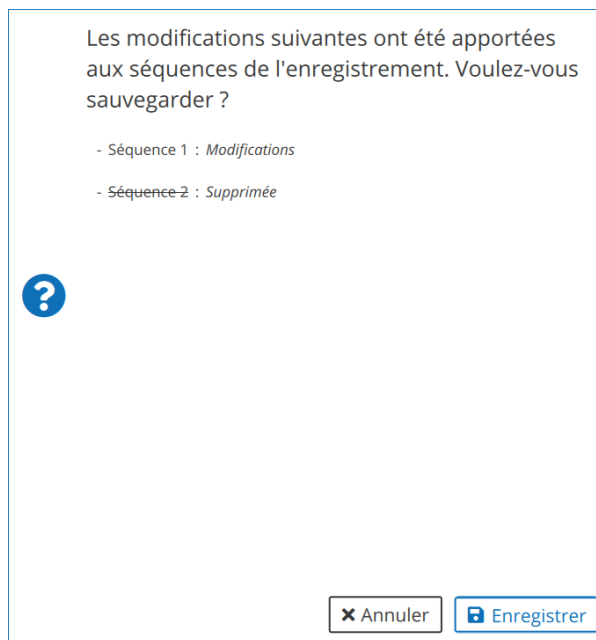 Les modifications suivantes ont été apportées
aux séquences de l'enregistrement. Voulez-vous
sauvegarder ?
- Séquence 1 : Modifications
- Séquence 2 : Supprimée
?
Annuler
Enregistrer